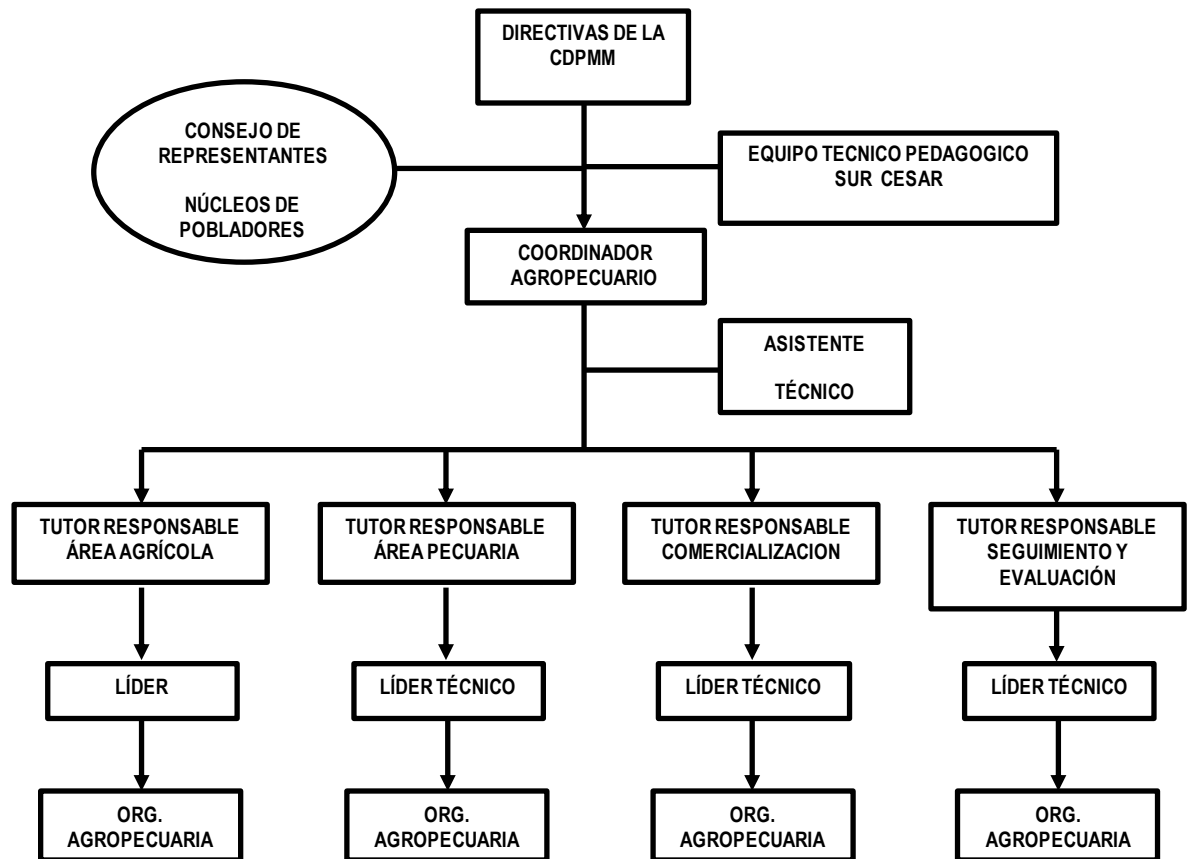 DIRECTIVAS DE LA
CDPMM
CONSEJO DE
REPRESENTANTES
NÚCLEOS DE
POBLADORES
EQUIPO TECNICO PEDAGOGICO
SUR CESAR
COORDINADOR
AGROPECUARIO
ASISTENTE
TÉCNICO
TUTOR RESPONSABLE
ÁREA AGRÍCOLA
TUTOR RESPONSABLE
ÁREA PECUARIA
TUTOR RESPONSABLE
COMERCIALIZACION
TUTOR RESPONSABLE
SEGUIMIENTO Y
EVALUACIÓN
LÍDER
LÍDER TÉCNICO
LÍDER TÉCNICO
LÍDER TÉCNICO
ORG.
AGROPECUARIA
ORG.
AGROPECUARIA
ORG.
AGROPECUARIA
ORG.
AGROPECUARIA